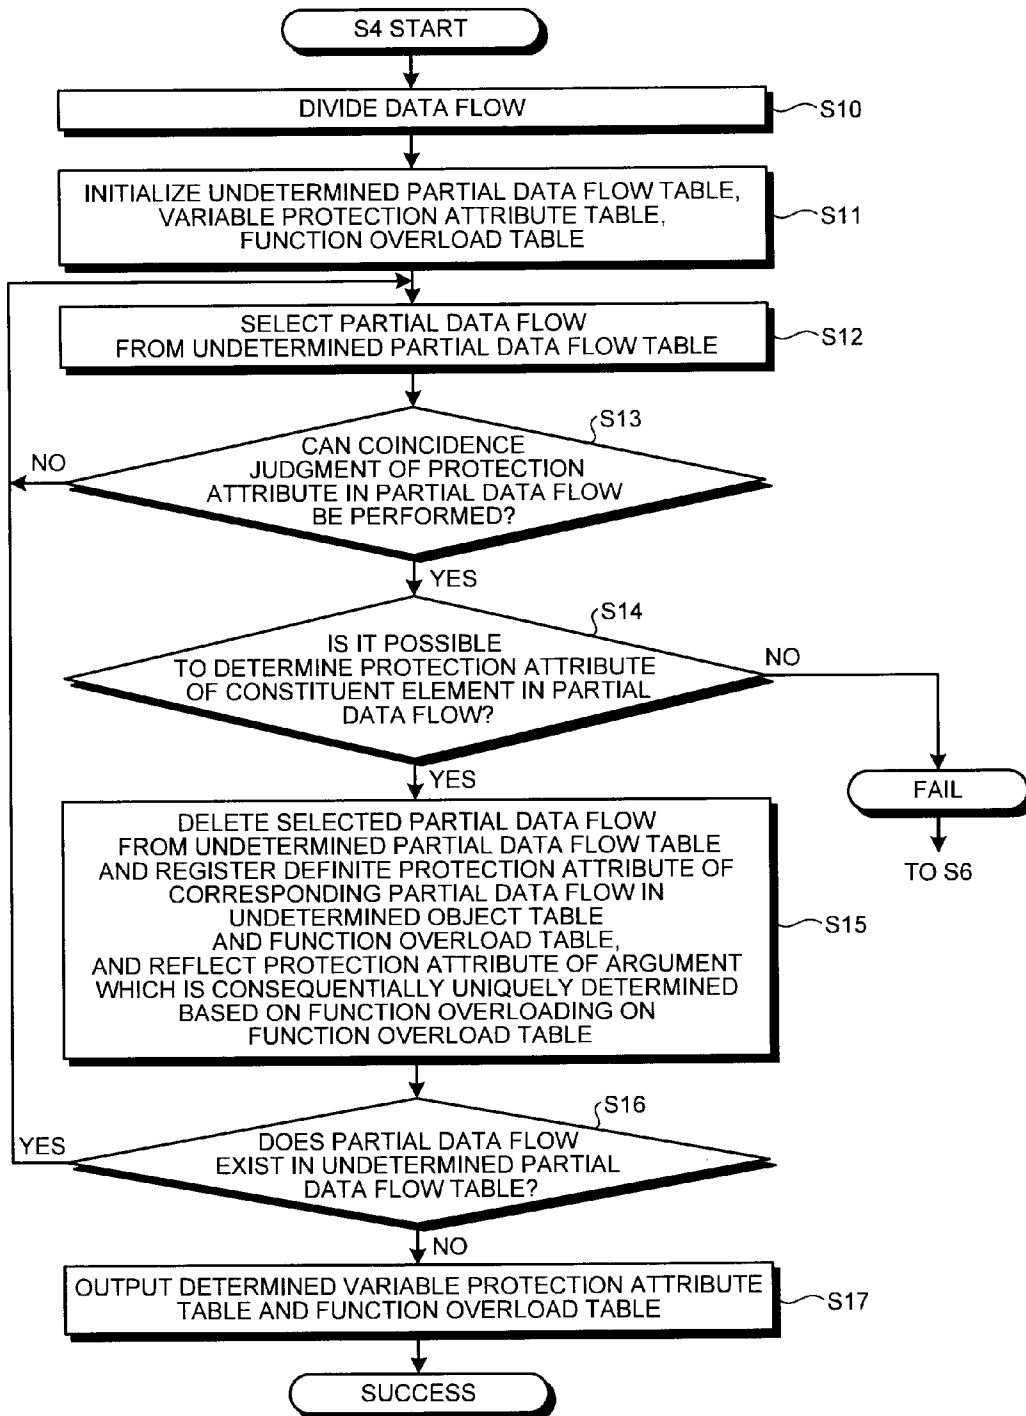 S4 START
DIVIDE DATA FLOW
S10
INITIALIZE UNDETERMINED PARTIAL DATA FLOW TABLE,
VARIABLE PROTECTION ATTRIBUTE TABLE,
FUNCTION OVERLOAD TABLE
S11
SELECT PARTIAL DATA FLOW
FROM UNDETERMINED PARTIAL DATA FLOW TABLE
S12
S13
CAN COINCIDENCE
JUDGMENT OF PROTECTION
ATTRIBUTE IN PARTIAL DATA FLOW
BE PERFORMED?
NO
YES
S14
IS IT POSSIBLE
TO DETERMINE PROTECTION ATTRIBUTE
OF CONSTITUENT ELEMENT IN PARTIAL
DATA FLOW?
NO
YES
FAIL
TO S6
DELETE SELECTED PARTIAL DATA FLOW
FROM UNDETERMINED PARTIAL DATA FLOW TABLE
AND REGISTER DEFINITE PROTECTION ATTRIBUTE OF
CORRESPONDING PARTIAL DATA FLOW IN
UNDETERMINED OBJECT TABLE
AND FUNCTION OVERLOAD TABLE,
AND REFLECT PROTECTION ATTRIBUTE OF ARGUMENT
WHICH IS CONSEQUENTIALLY UNIQUELY DETERMINED
BASED ON FUNCTION OVERLOADING ON
FUNCTION OVERLOAD TABLE
S15
S16
DOES PARTIAL DATA FLOW
EXIST IN UNDETERMINED PARTIAL
DATA FLOW TABLE?
YES
NO
OUTPUT DETERMINED VARIABLE PROTECTION ATTRIBUTE
TABLE AND FUNCTION OVERLOAD TABLE
S17
SUCCESS